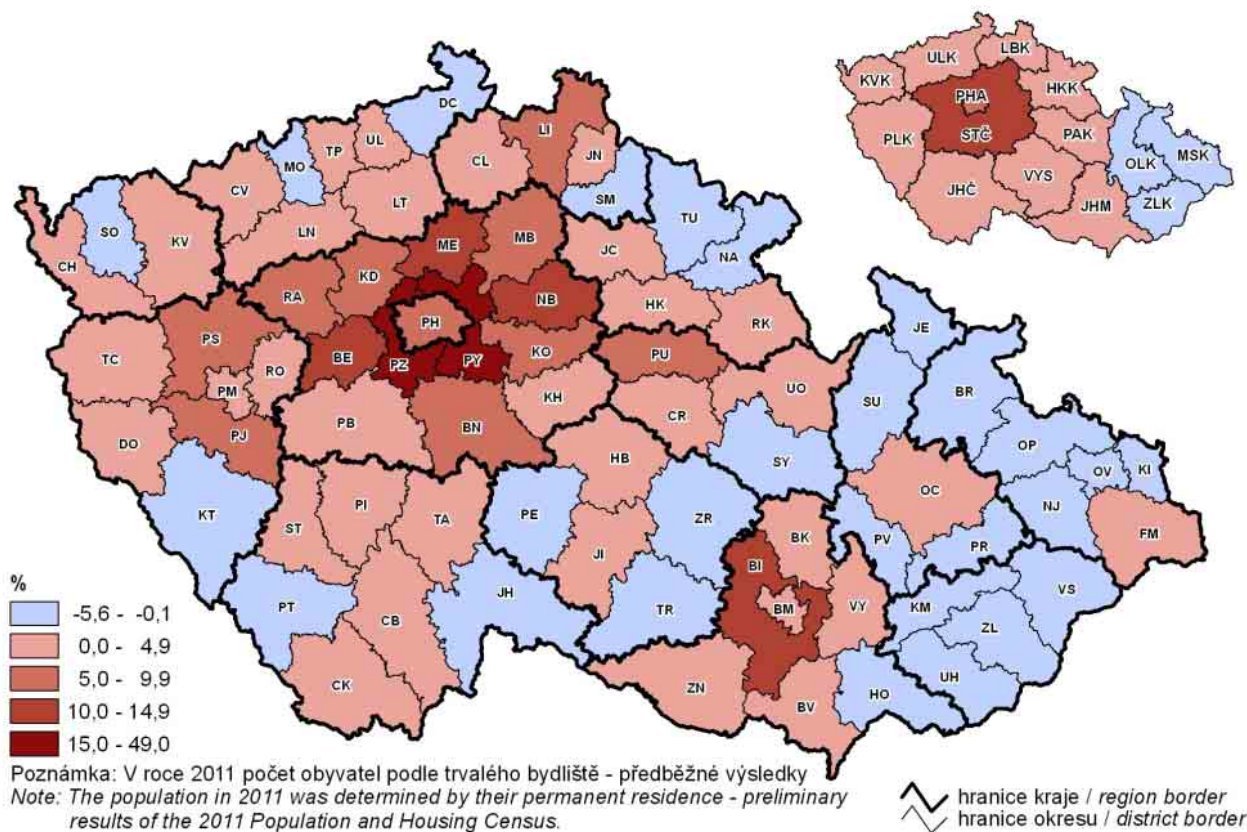 DC
LI
UL
TP
CL
JN
MO
CV
SM
LT
TU
SO
LN
ME
MB
KV
JC
NA
CH
KD
RA
NB
HK
RK
JE
PH
PS
TC
BE
PZ
PY
KO
PU
RO
PM
UO
SU
BR
KH
CR
PB
BN
DO
PJ
OP
HB
SY
OV
KI
OC
PI
TA
KT
ST
PE
ZR
NJ
BK
PV
PR
FM
JI
BI
VS
JH
PT
TR
BM
VY
KM
CB
ZL
UH
CK
ZN
BV
HO
LBK
ULK
KVK
HKK
PHA
STČ
PLK
PAK
OLK
MSK
VYS
JHČ
JHM
ZLK
%
-5,6 - -0,1
0,0 - 4,9
5,0 - 9,9
10,0 - 14,9
15,0 - 49,0
Poznámka: V roce 2011 počet obyvatel podle trvalého bydliště - předběžné výsledky
Note: The population in 2011 was determined by their permanent residence - preliminary
results of the 2011 Population and Housing Census.
hranice kraje / region border
hranice okresu / district border